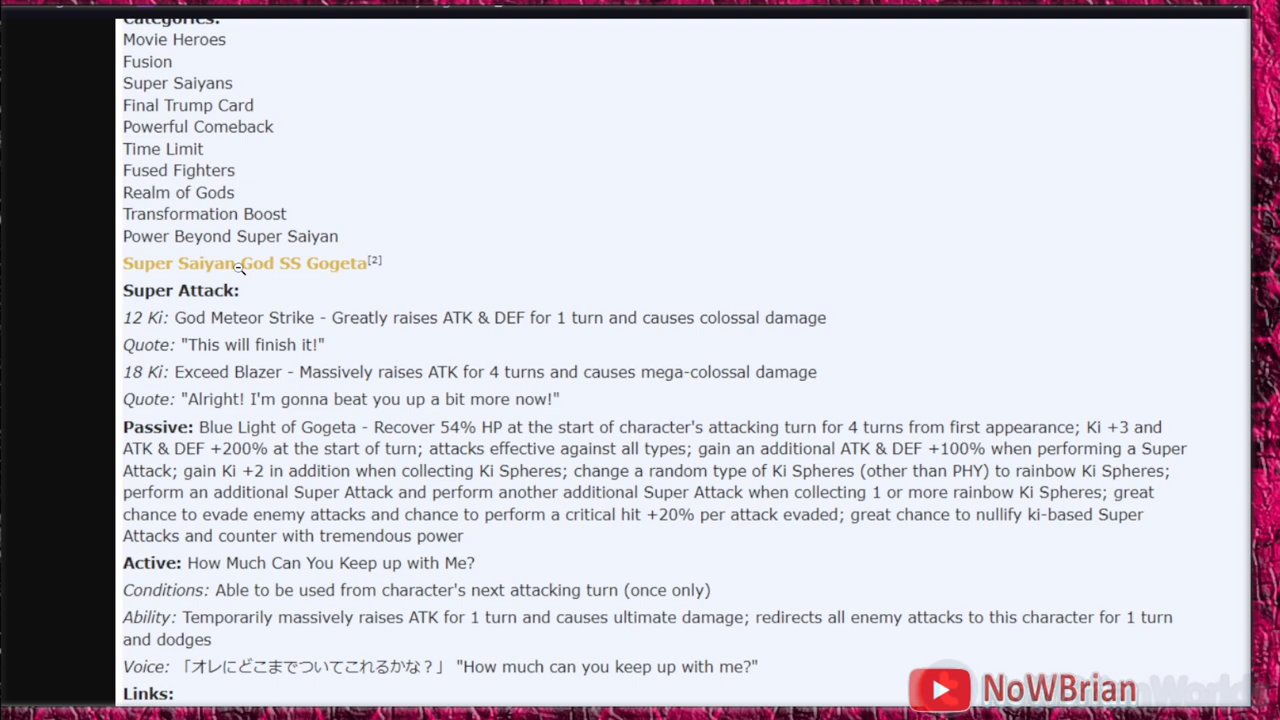 Categories:
Movie Heroes
Fusion
Super Saiyans
Final Trump Card
Powerful Comeback
Time Limit
Fused Fighters
Realm of Gods
Transformation Boost
Power Beyond Super Saiyan
Super Saiyan God SS Gogeta[2]
Super Attack:
12 Ki: God Meteor Strike - Greatly raises ATK & DEF for 1 turn and causes colossal damage
Quote: "This will finish it!"
18 Ki: Exceed Blazer - Massively raises ATK for 4 turns and causes mega-colossal damage
Quote: "Alright! I'm gonna beat you up a bit more now!"
Passive: Blue Light of Gogeta - Recover 54% HP at the start of character's attacking turn for 4 turns from first appearance; Ki +3 and
ATK & DEF +200% at the start of turn; attacks effective against all types; gain an additional ATK & DEF +100% when performing a Super
Attack; gain Ki +2 in addition when collecting Ki Spheres; change a random type of Ki Spheres (other than PHY) to rainbow Ki Spheres;
perform an additional Super Attack and perform another additional Super Attack when collecting 1 or more rainbow Ki Spheres; great
chance to evade enemy attacks and chance to perform a critical hit +20% per attack evaded; great chance to nullify ki-based Super
Attacks and counter with tremendous power
Active: How Much Can You Keep up with Me?
Conditions: Able to be used from character's next attacking turn (once only)
Ability: Temporarily massively raises ATK for 1 turn and causes ultimate damage; redirects all enemy attacks to this character for 1 turn
and dodges
Voice: 「オレにどこまでついてこれるかな？」 "How much can you keep up with me?"
Links:
NoWBrian